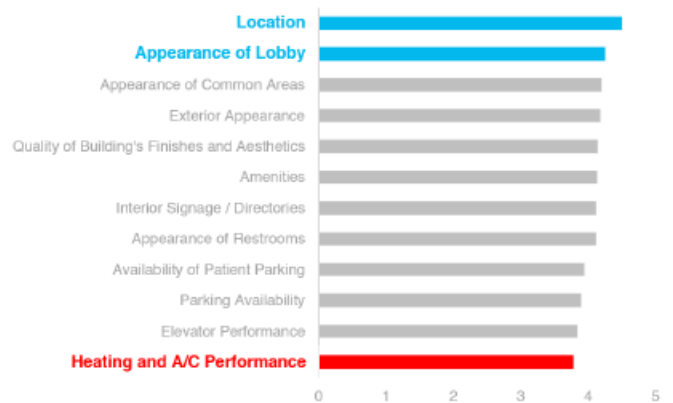 Location
Appearance of Lobby
Appearance of Common Areas
Exterior Appearance
Quality of Building's Finishes and Aesthetics
Amenities
Interior Signage / Directories
Appearance of Restrooms
Availability of Patient Parking
Parking Availability
Elevator Performance
Heating and A/C Performance
0 1 2 3 4 5